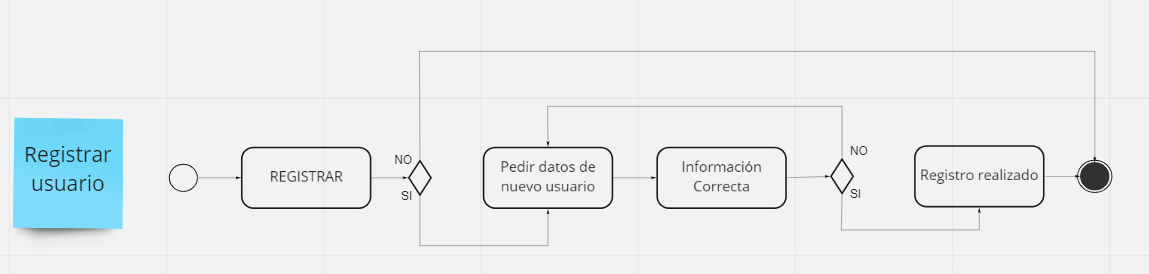 Registrar
usuario
REGISTRAR
NO
SI
Pedir datos de
nuevo usuario
Información
Correcta
NO
SI
Registro realizado